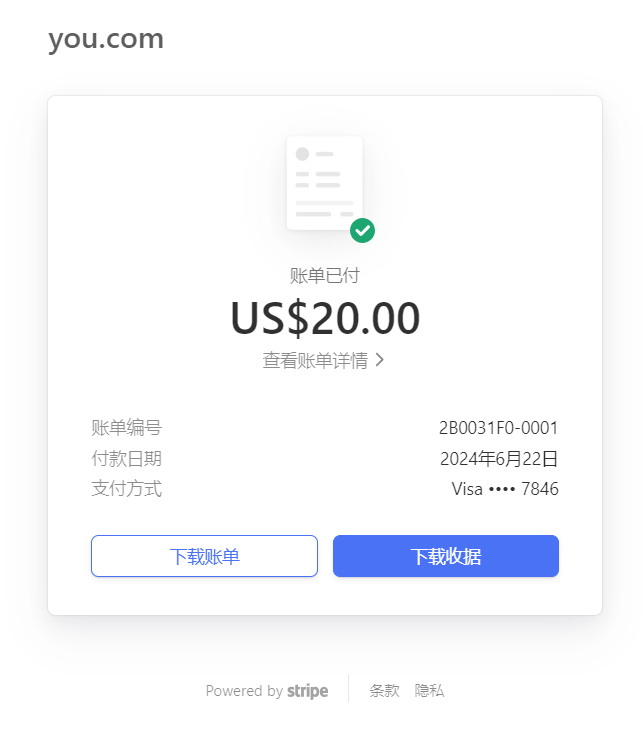 you.com
账单已付
US$20.00
查看账单详情
账单编号 2B0031F0-0001
付款日期 2024年6月22日
支付方式 Visa •••• 7846
下载账单 下载收据
Powered by stripe 条款 隐私